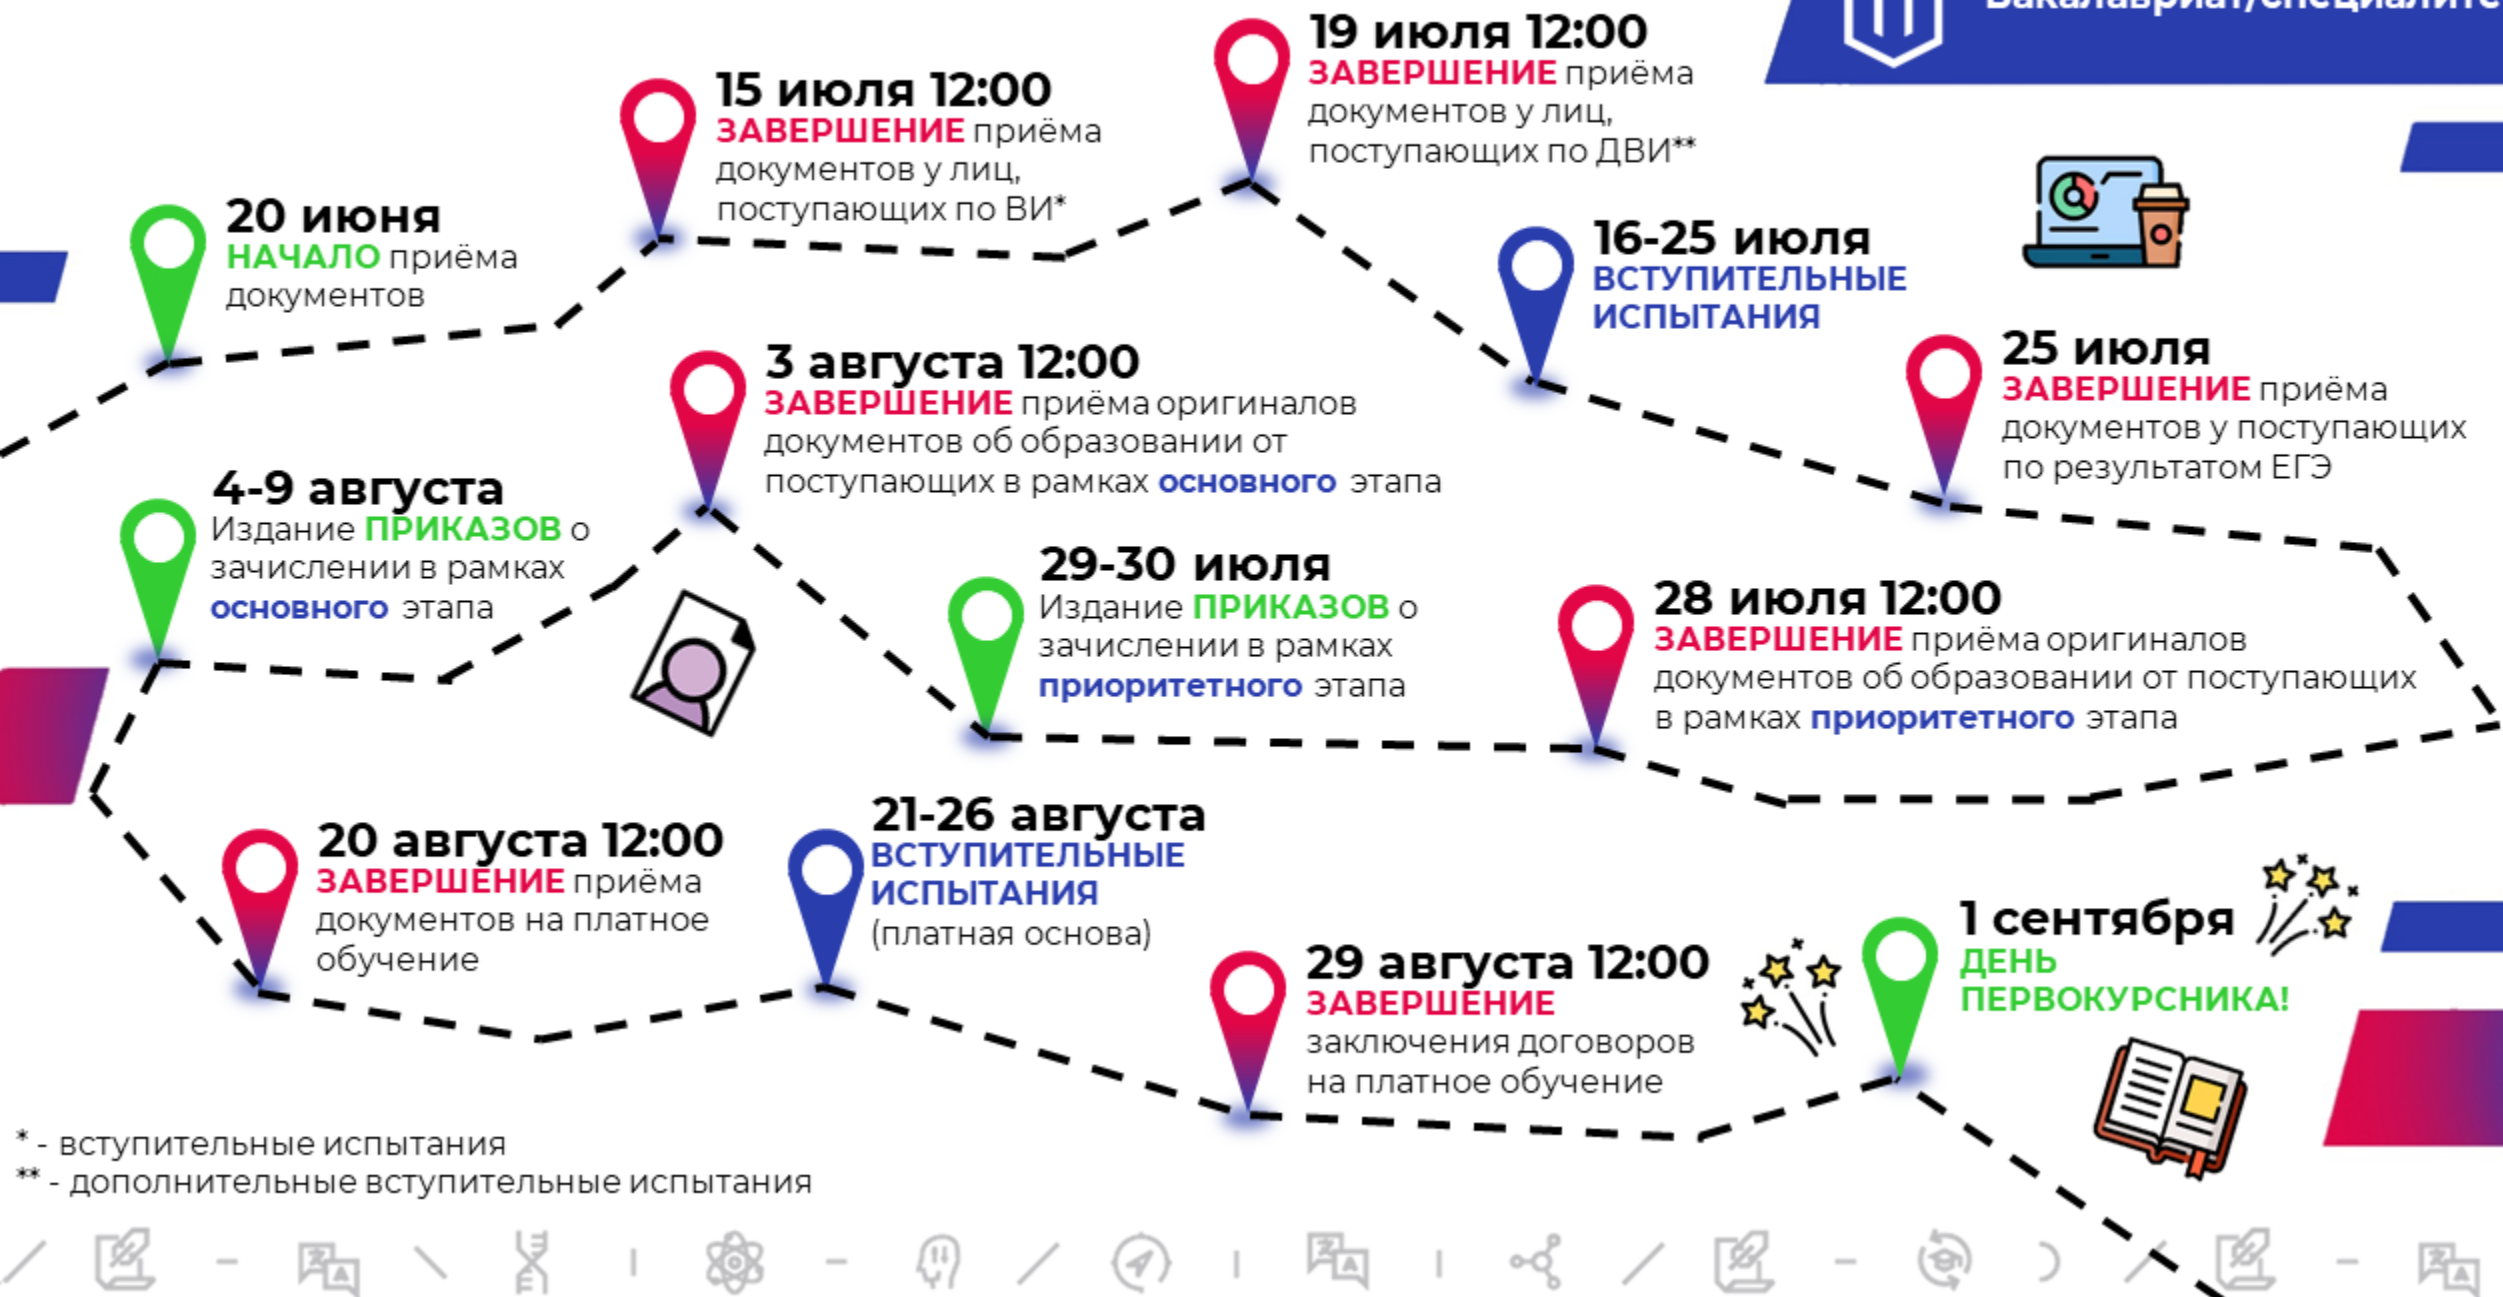 Бакалавриат/специалите
19 июля 12:00
ЗАВЕРШЕНИЕ приёма
документов у лиц,
поступающих по ДВИ**
15 июля 12:00
ЗАВЕРШЕНИЕ приёма
документов у лиц,
поступающих по ВИ*
20 июня
НАЧАЛО приёма
документов
16-25 июля
ВСТУПИТЕЛЬНЫЕ
ИСПЫТАНИЯ
25 июля
ЗАВЕРШЕНИЕ приёма
документов у поступающих
по результатом ЕГЭ
3 августа 12:00
ЗАВЕРШЕНИЕ приёма оригиналов
документов об образовании от
поступающих в рамках основного этапа
4-9 августа
Издание ПРИКАЗОВ о
зачислении в рамках
основного этапа
29-30 июля
Издание ПРИКАЗОВ о
зачислении в рамках
приоритетного этапа
28 июля 12:00
ЗАВЕРШЕНИЕ приёма оригиналов
документов об образовании от поступающих
в рамках приоритетного этапа
20 августа 12:00
ЗАВЕРШЕНИЕ приёма
документов на платное
обучение
21-26 августа
ВСТУПИТЕЛЬНЫЕ
ИСПЫТАНИЯ
(платная основа)
29 августа 12:00
ЗАВЕРШЕНИЕ
заключения договоров
на платное обучение
1 сентября
ДЕНЬ
ПЕРВОКУРСНИКА!
* - вступительные испытания
** - дополнительные вступительные испытания